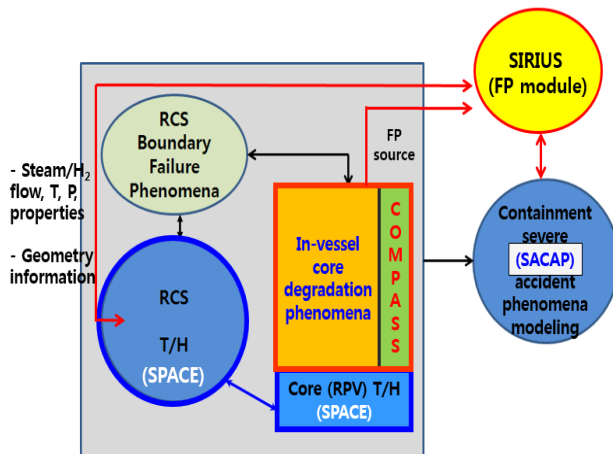 SIRIUS
(FP module)
RCS
Boundary
Failure
Phenomena
FP
source
- Steam/H2
flow, T, P,
properties
- Geometry
information
In-vessel
core
degradation
phenomena
COMPASS
Containment
severe
(SACAP)
accident
phenomena
modeling
RCS
T/H
(SPACE)
Core (RPV) T/H
(SPACE)